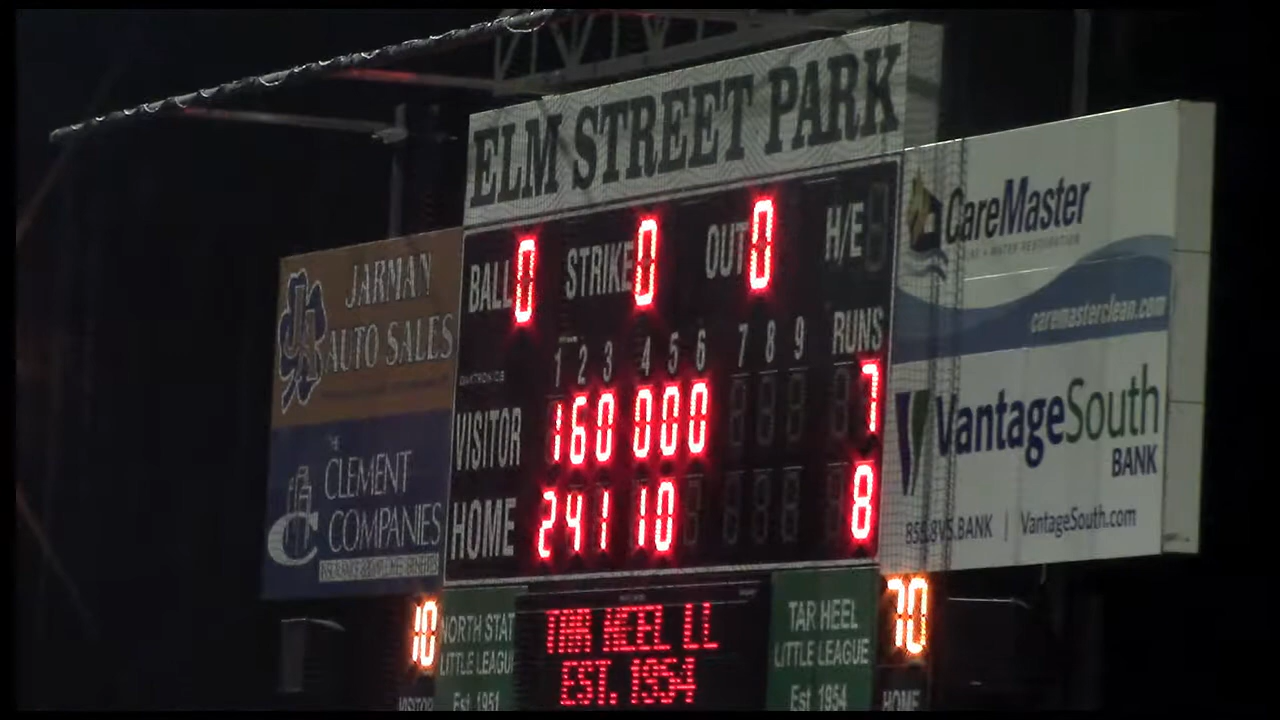 ELM STREET PARK
BALL 0 STRIKE 0 OUT 0 H/E
1 2 3 4 5 6 7 8 9 RUNS
VISITOR 1 6 0 0 0 0 7
HOME 2 4 1 1 0 8
JARMAN
AUTO SALES
THE
CLEMENT
COMPANIES
CareMaster
caremasterclean.com
VantageSouth
BANK
VantageSouth.com
10
NORTH STAT
LITTLE LEAGU
Est. 1951
VISITOR
TAR HEEL LL
EST. 1954
TAR HEEL
LITTLE LEAGUE
Est. 1954
70
HOME